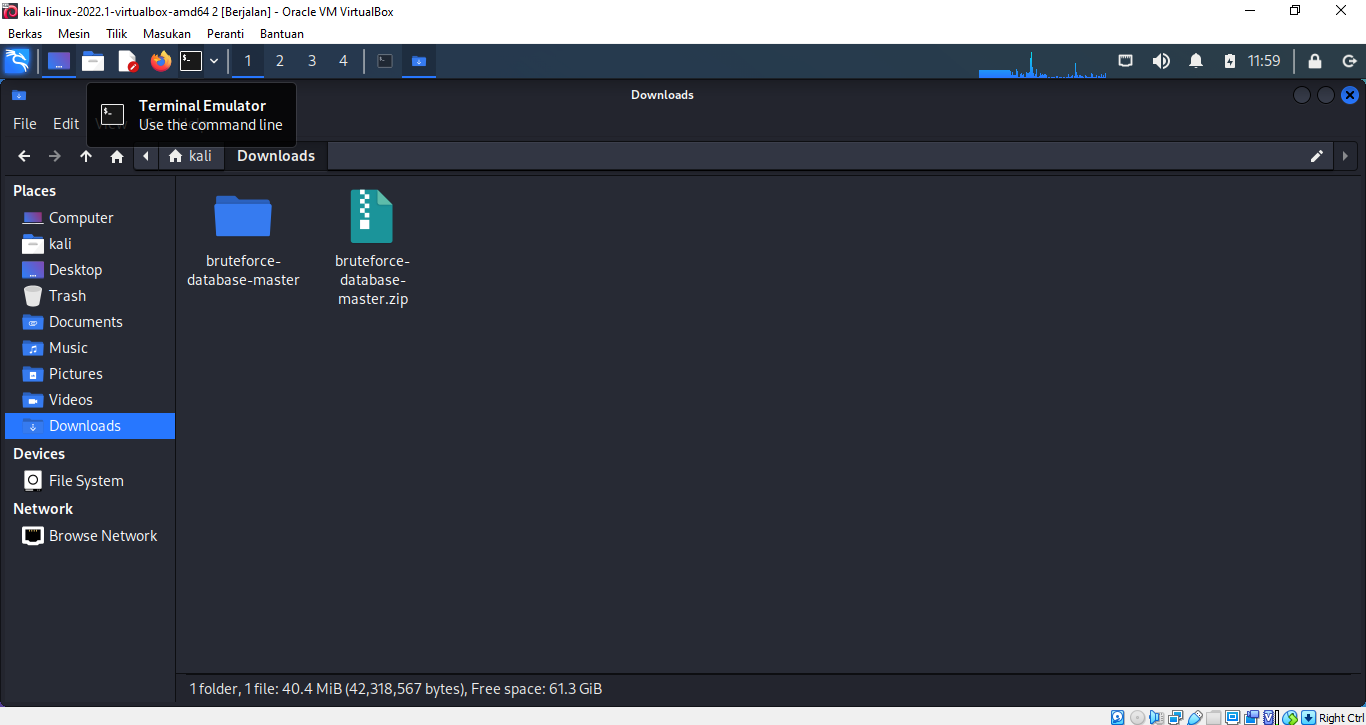 kali-linux-2022.1-virtualbox-amd64 2 [Berjalan] - Oracle VM VirtualBox
Berkas Mesin Tilik Masukan Peranti Bantuan
1 2 3 4 11:59
Downloads
Terminal Emulator
Use the command line
File Edit View
kali Downloads
Places
Computer
kali
Desktop
Trash
Documents
Music
Pictures
Videos
Downloads
Devices
File System
Network
Browse Network
bruteforce-
database-master
bruteforce-
database-
master.zip
1 folder, 1 file: 40.4 MiB (42,318,567 bytes), Free space: 61.3 GiB
Right Ctrl